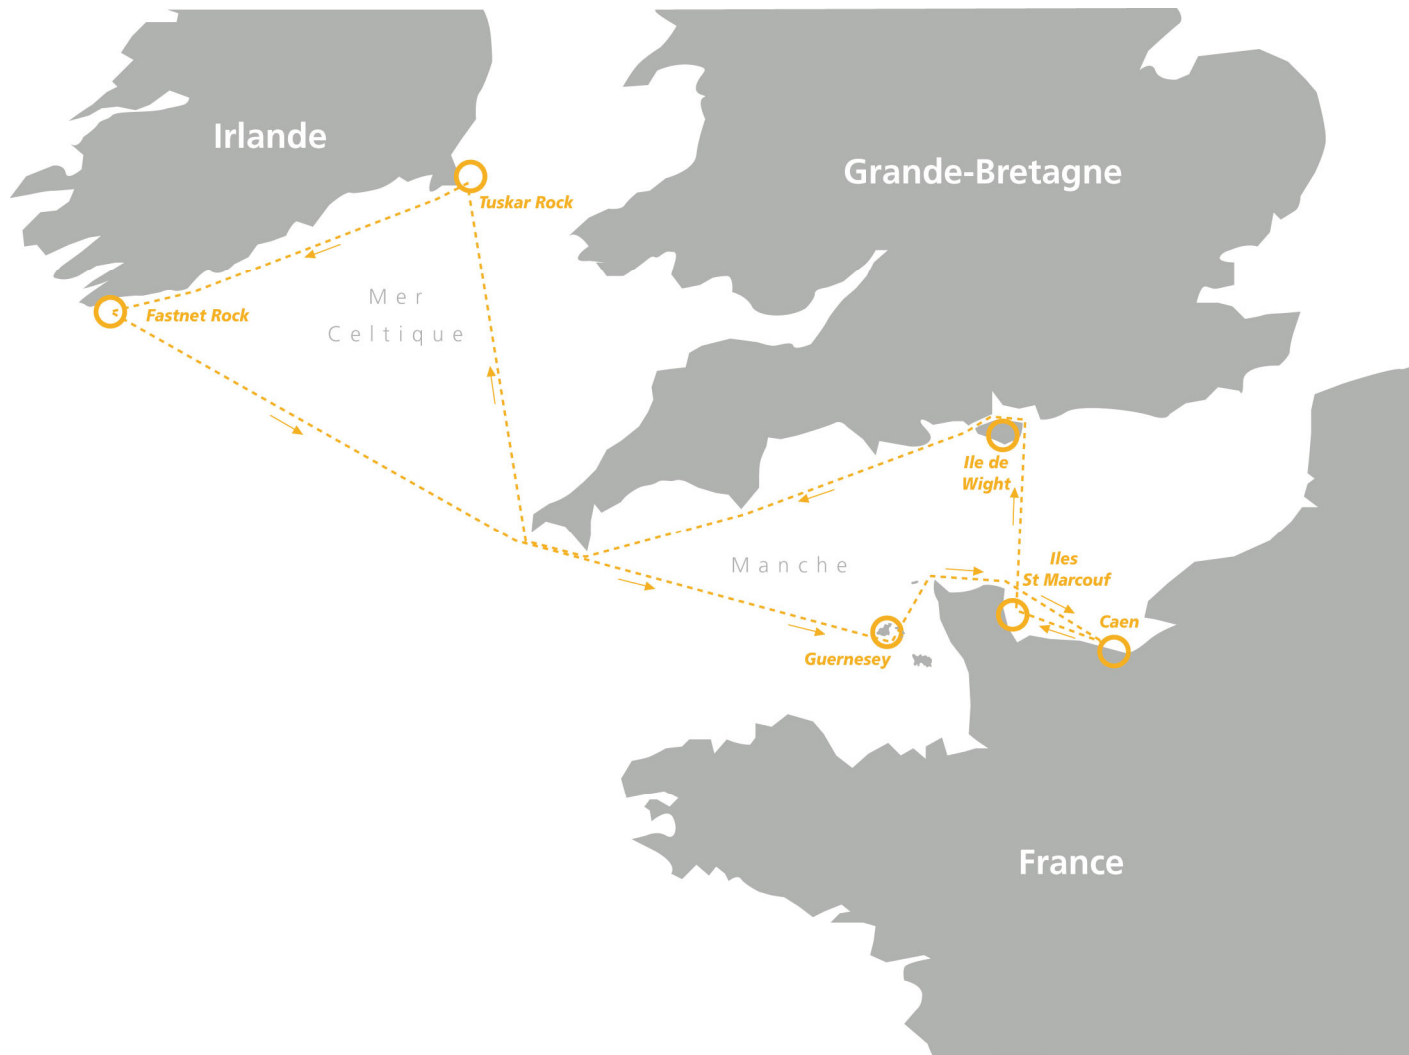 Irlande
Grande-Bretagne
Tuskar Rock
Mer
Celtique
Fastnet Rock
Ile de
Wight
Manche
Iles
St Marcouf
Caen
Guernesey
France